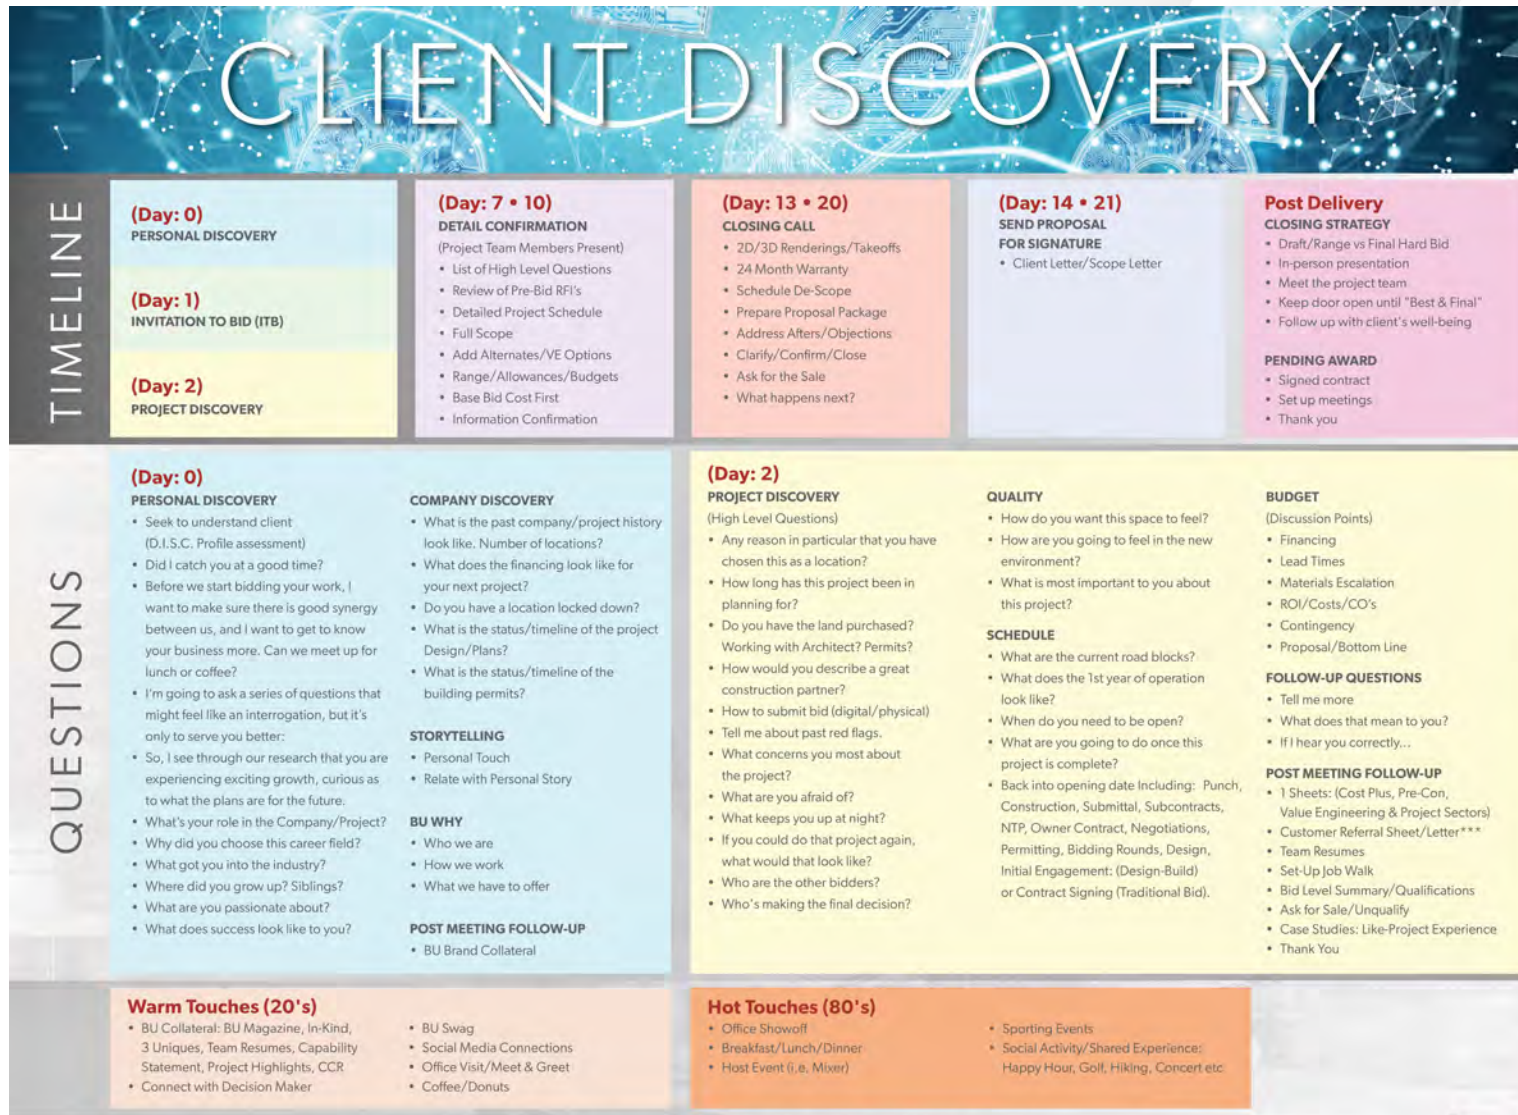 CLIENT DISCOVERY
TIMELINE
(Day: 0)
PERSONAL DISCOVERY
(Day: 1)
INVITATION TO BID (ITB)
(Day: 2)
PROJECT DISCOVERY
(Day: 7 • 10)
DETAIL CONFIRMATION
(Project Team Members Present)
• List of High Level Questions
• Review of Pre-Bid RFI's
• Detailed Project Schedule
• Full Scope
• Add Alternates/VE Options
• Range/Allowances/Budgets
• Base Bid Cost First
• Information Confirmation
(Day: 13 • 20)
CLOSING CALL
• 2D/3D Renderings/Takeoffs
• 24 Month Warranty
• Schedule De-Scope
• Prepare Proposal Package
• Address Afters/Objections
• Clarify/Confirm/Close
• Ask for the Sale
• What happens next?
(Day: 14 • 21)
SEND PROPOSAL
FOR SIGNATURE
• Client Letter/Scope Letter
Post Delivery
CLOSING STRATEGY
• Draft/Range vs Final Hard Bid
• In-person presentation
• Meet the project team
• Keep door open until "Best & Final"
• Follow up with client's well-being
PENDING AWARD
• Signed contract
• Set up meetings
• Thank you
QUESTIONS
(Day: 0)
PERSONAL DISCOVERY
• Seek to understand client
(D.I.S.C. Profile assessment)
• Did I catch you at a good time?
• Before we start bidding your work, I
want to make sure there is good synergy
between us, and I want to get to know
your business more. Can we meet up for
lunch or coffee?
• I'm going to ask a series of questions that
might feel like an interrogation, but it's
only to serve you better:
• So, I see through our research that you are
experiencing exciting growth, curious as
to what the plans are for the future.
• What's your role in the Company/Project?
• Why did you choose this career field?
• What got you into the industry?
• Where did you grow up? Siblings?
• What are you passionate about?
• What does success look like to you?
COMPANY DISCOVERY
• What is the past company/project history
look like. Number of locations?
• What does the financing look like for
your next project?
• Do you have a location locked down?
• What is the status/timeline of the project
Design/Plans?
• What is the status/timeline of the
building permits?
STORYTELLING
• Personal Touch
• Relate with Personal Story
BU WHY
• Who we are
• How we work
• What we have to offer
POST MEETING FOLLOW-UP
• BU Brand Collateral
(Day: 2)
PROJECT DISCOVERY
(High Level Questions)
• Any reason in particular that you have
chosen this as a location?
• How long has this project been in
planning for?
• Do you have the land purchased?
Working with Architect? Permits?
• How would you describe a great
construction partner?
• How to submit bid (digital/physical)
• Tell me about past red flags.
• What concerns you most about
the project?
• What are you afraid of?
• What keeps you up at night?
• If you could do that project again,
what would that look like?
• Who are the other bidders?
• Who's making the final decision?
QUALITY
• How do you want this space to feel?
• How are you going to feel in the new
environment?
• What is most important to you about
this project?
SCHEDULE
• What are the current road blocks?
• What does the 1st year of operation
look like?
• When do you need to be open?
• What are you going to do once this
project is complete?
• Back into opening date Including: Punch,
Construction, Submittal, Subcontracts,
NTP, Owner Contract, Negotiations,
Permitting, Bidding Rounds, Design,
Initial Engagement: (Design-Build)
or Contract Signing (Traditional Bid).
BUDGET
(Discussion Points)
• Financing
• Lead Times
• Materials Escalation
• ROI/Costs/CO's
• Contingency
• Proposal/Bottom Line
FOLLOW-UP QUESTIONS
• Tell me more
• What does that mean to you?
• If I hear you correctly...
POST MEETING FOLLOW-UP
• 1 Sheets: (Cost Plus, Pre-Con,
Value Engineering & Project Sectors)
• Customer Referral Sheet/Letter***
• Team Resumes
• Set-Up Job Walk
• Bid Level Summary/Qualifications
• Ask for Sale/Unqualify
• Case Studies: Like-Project Experience
• Thank You
Warm Touches (20's)
• BU Collateral: BU Magazine, In-Kind,
3 Uniques, Team Resumes, Capability
Statement, Project Highlights, CCR
• Connect with Decision Maker
• BU Swag
• Social Media Connections
• Office Visit/Meet & Greet
• Coffee/Donuts
Hot Touches (80's)
• Office Showoff
• Breakfast/Lunch/Dinner
• Host Event (i.e. Mixer)
• Sporting Events
• Social Activity/Shared Experience:
Happy Hour, Golf, Hiking, Concert etc